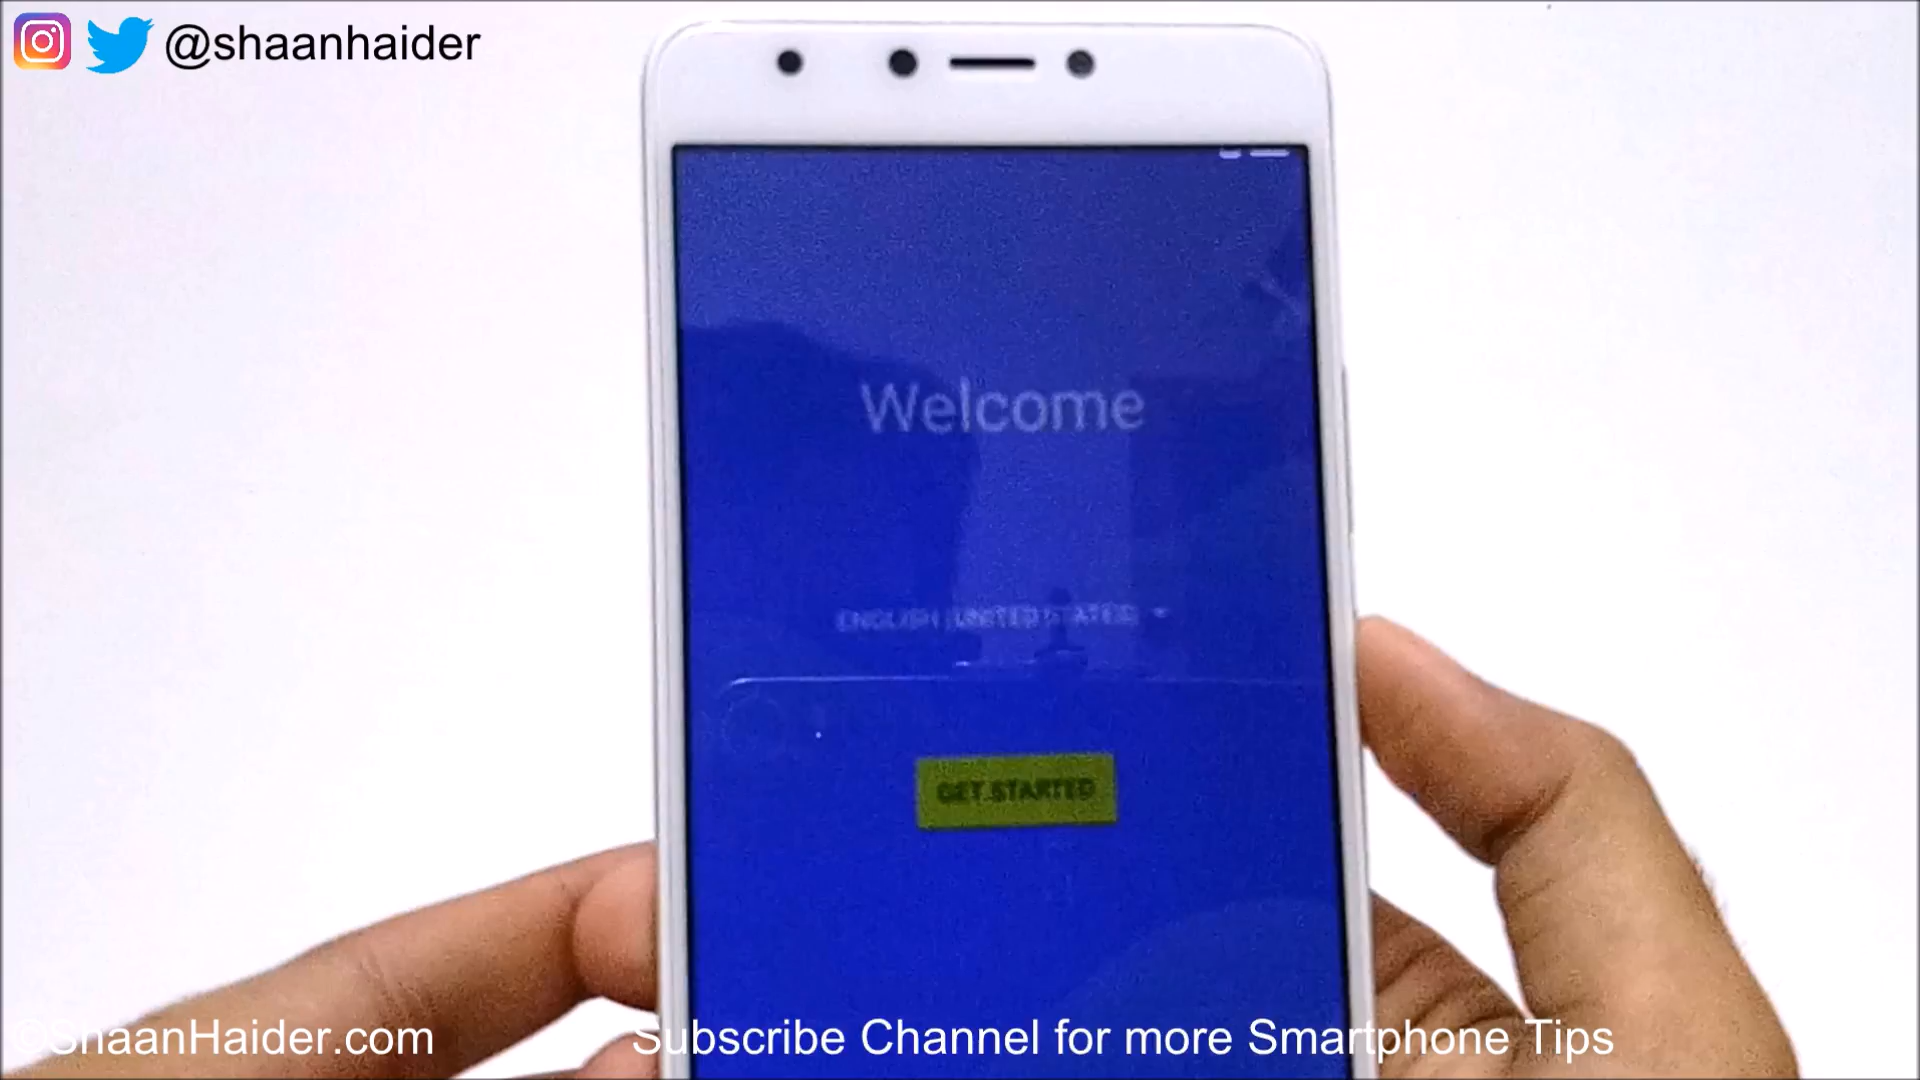 @shaanhaider
Welcome
ENGLISH (UNITED STATES)
GET STARTED
©ShaanHaider.com
Subscribe Channel for more Smartphone Tips